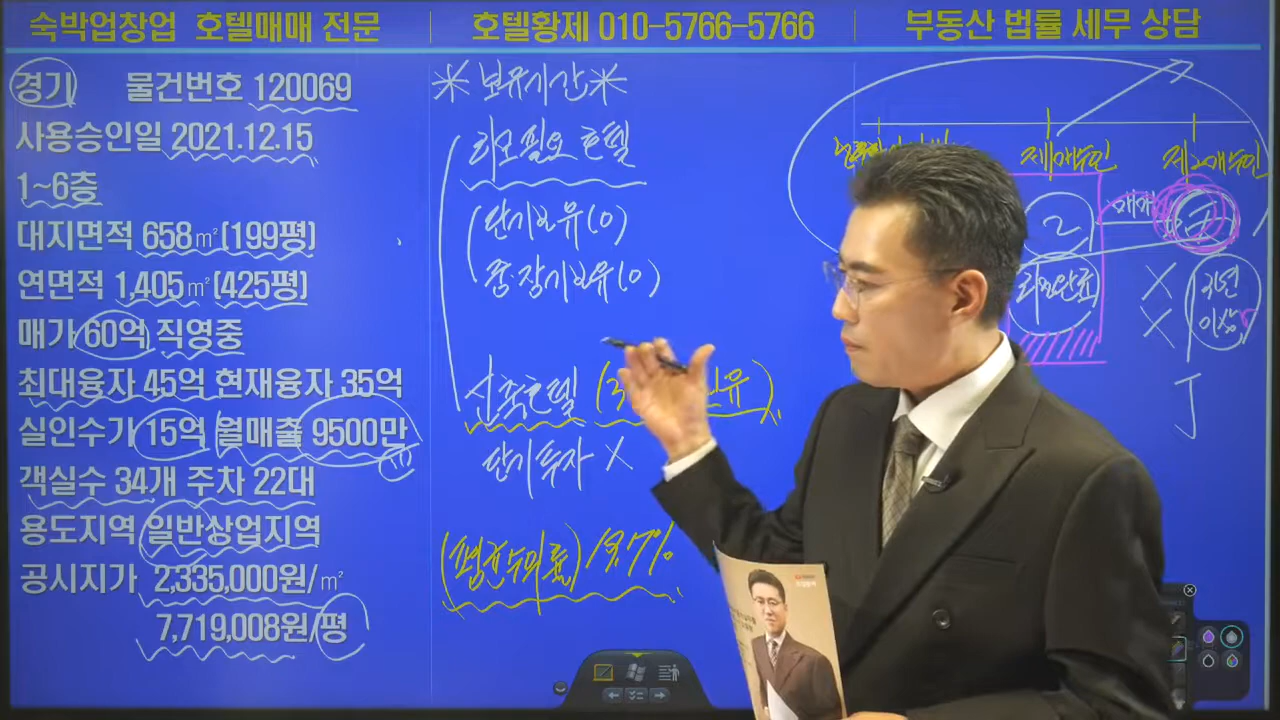 숙박업창업 호텔매매 전문
호텔황제 010-5766-5766
부동산 법률 세무 상담
경기 물건번호 120069
사용승인일 2021.12.15
1~6층
대지면적 658㎡(199평)
연면적 1,405㎡(425평)
매가 60억 직영중
최대융자 45억 현재융자 35억
실인수가 15억 월매출 9500만
객실수 34개 주차 22대
용도지역 일반상업지역
공시지가 2,335,000원/㎡
7,719,008원/평
*보유기간*
리모필요호텔
단기보유(O)
중·장기보유(O)
신축호텔
단기투자 X
제1매수인
제2매수인
2
매매
X
X
이상